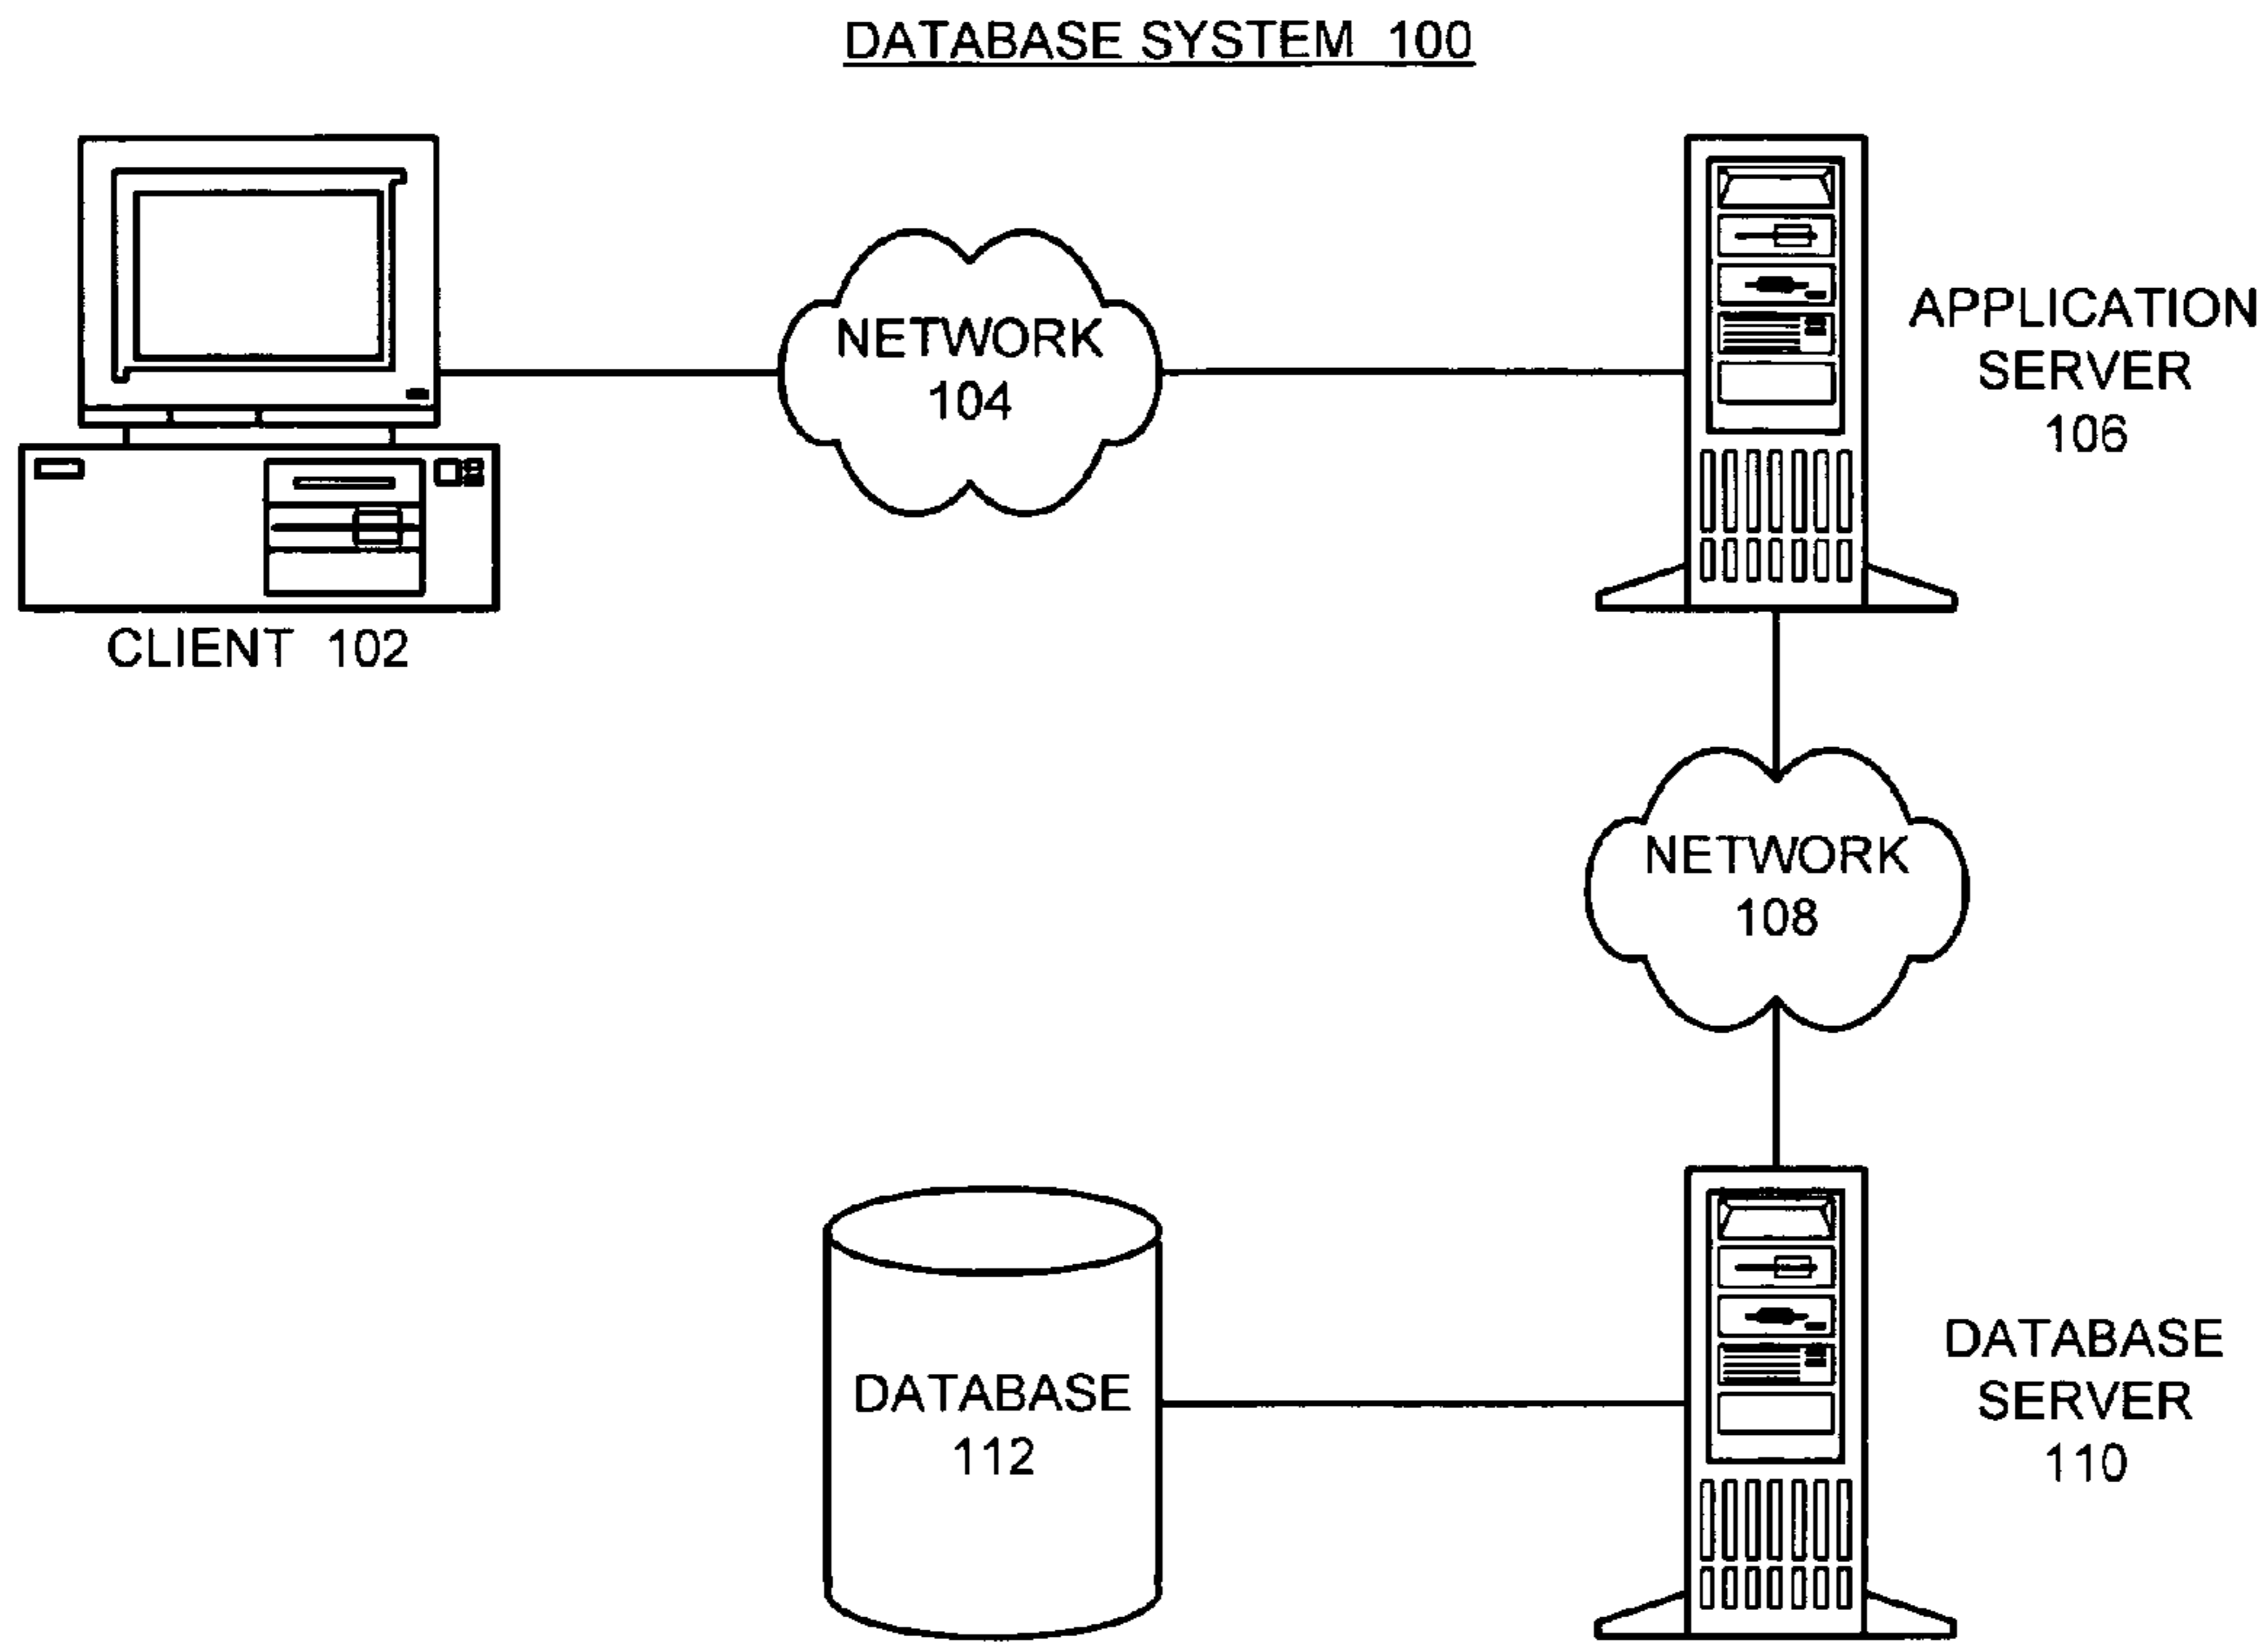 DATABASE SYSTEM 100
NETWORK
104
APPLICATION
SERVER
106
CLIENT 102
NETWORK
108
DATABASE
112
DATABASE
SERVER
110